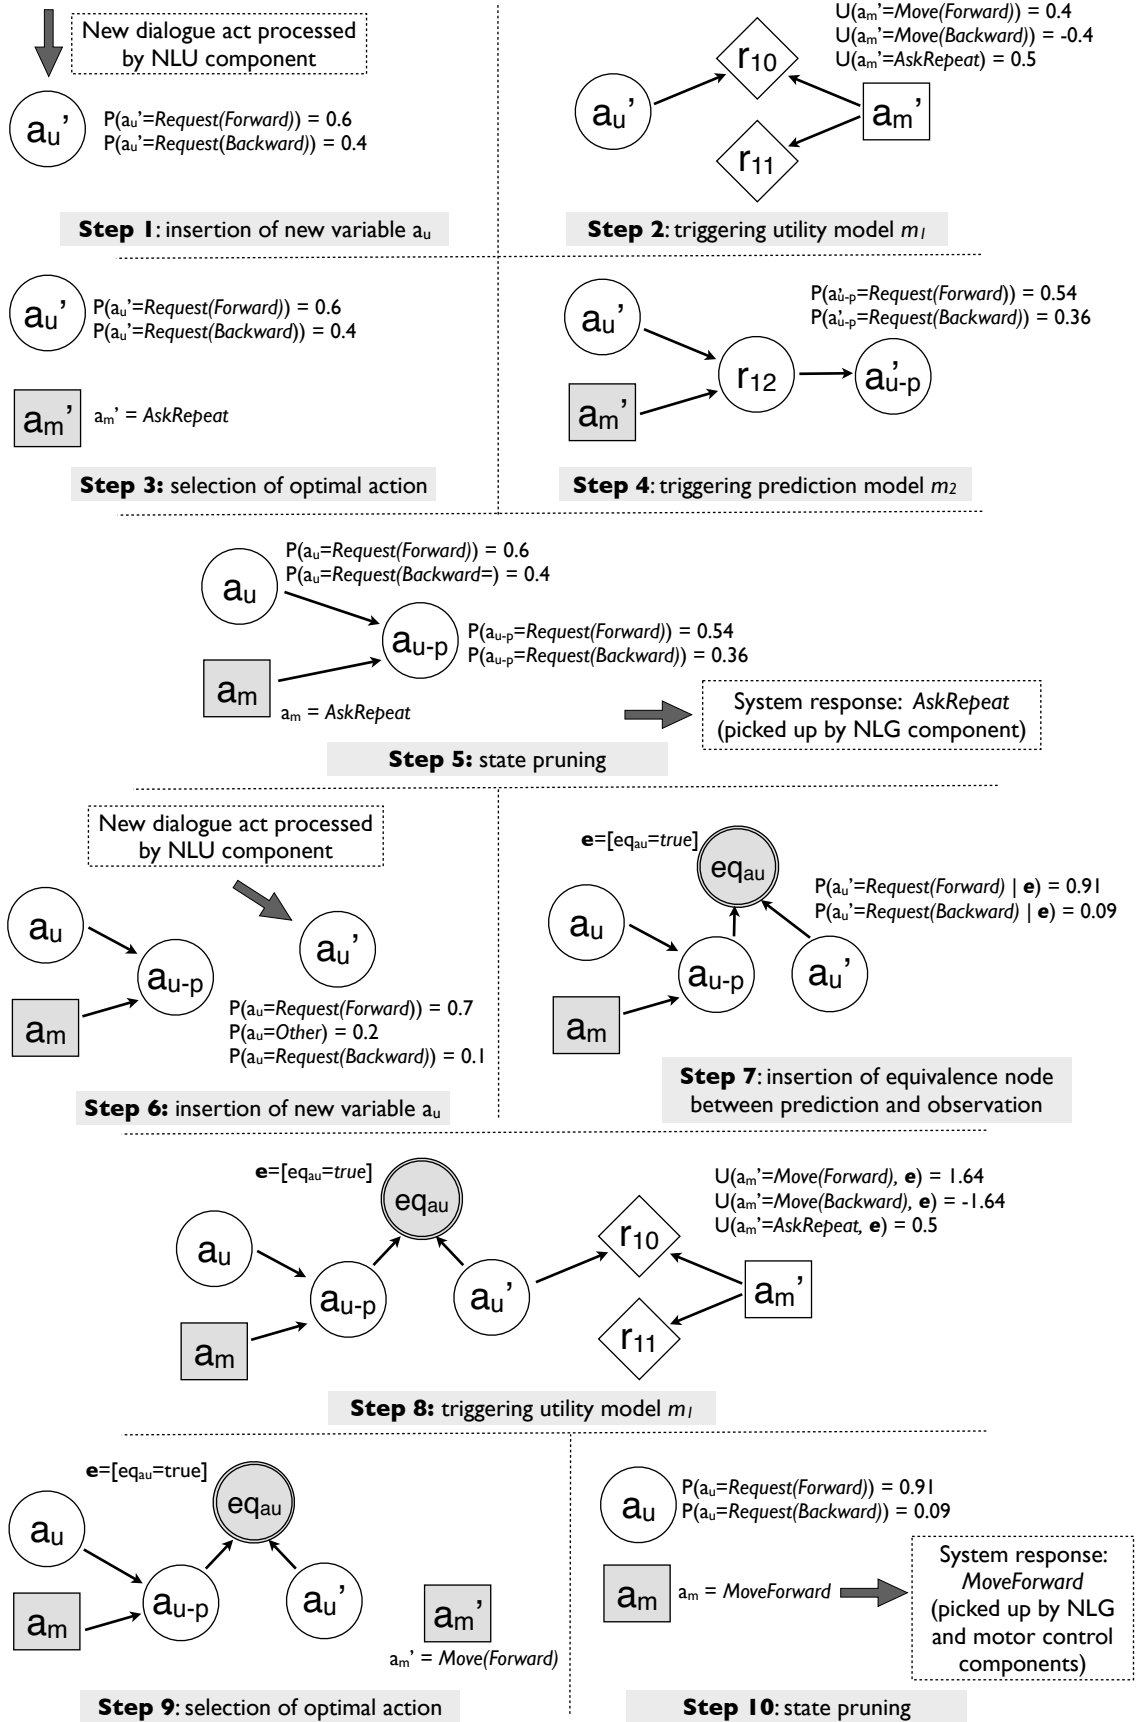 New dialogue act processed
by NLU component
au'
P(au'=Request(Forward)) = 0.6
P(au'=Request(Backward)) = 0.4
Step 1: insertion of new variable au
U(am'=Move(Forward)) = 0.4
U(am'=Move(Backward)) = -0.4
U(am'=AskRepeat) = 0.5
r10
au'
am'
r11
Step 2: triggering utility model m1
au'
P(au'=Request(Forward)) = 0.6
P(au'=Request(Backward)) = 0.4
am'
am' = AskRepeat
Step 3: selection of optimal action
P(a'u-p=Request(Forward)) = 0.54
P(a'u-p=Request(Backward)) = 0.36
au'
r12
a'u-p
am'
Step 4: triggering prediction model m2
P(au=Request(Forward)) = 0.6
P(au=Request(Backward=) = 0.4
au
au-p
P(au-p=Request(Forward)) = 0.54
P(au-p=Request(Backward)) = 0.36
am
am = AskRepeat
System response: AskRepeat
(picked up by NLG component)
Step 5: state pruning
New dialogue act processed
by NLU component
au
au'
au-p
am
P(au=Request(Forward)) = 0.7
P(au=Other) = 0.2
P(au=Request(Backward)) = 0.1
Step 6: insertion of new variable au
e=[eqau=true]
eqau
P(au'=Request(Forward) | e) = 0.91
P(au'=Request(Backward) | e) = 0.09
au
au-p
au'
am
Step 7: insertion of equivalence node
between prediction and observation
e=[eqau=true]
eqau
U(am'=Move(Forward), e) = 1.64
U(am'=Move(Backward), e) = -1.64
U(am'=AskRepeat, e) = 0.5
au
r10
au-p
au'
am'
am
r11
Step 8: triggering utility model m1
e=[eqau=true]
eqau
au
au-p
au'
am
am'
am' = Move(Forward)
Step 9: selection of optimal action
au
P(au=Request(Forward)) = 0.91
P(au=Request(Backward)) = 0.09
am
am = MoveForward
System response:
MoveForward
(picked up by NLG
and motor control
components)
Step 10: state pruning